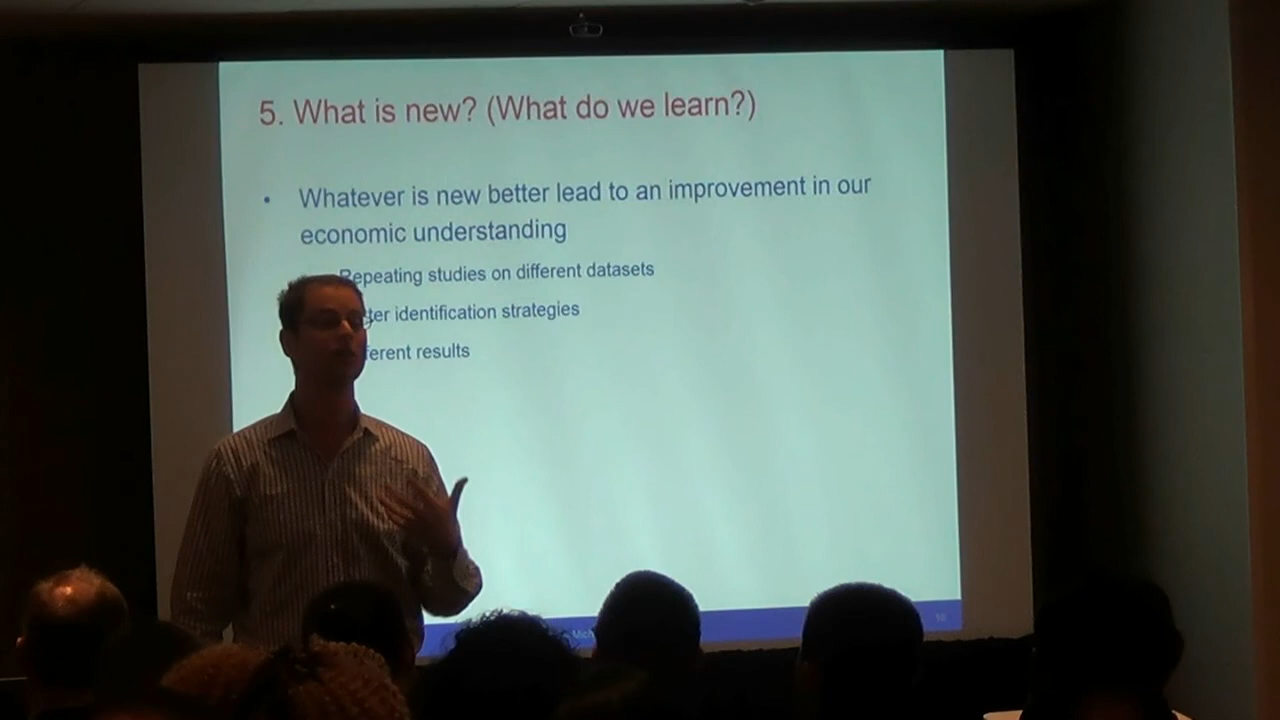 5. What is new? (What do we learn?)
• Whatever is new better lead to an improvement in our
economic understanding
Repeating studies on different datasets
identification strategies
results